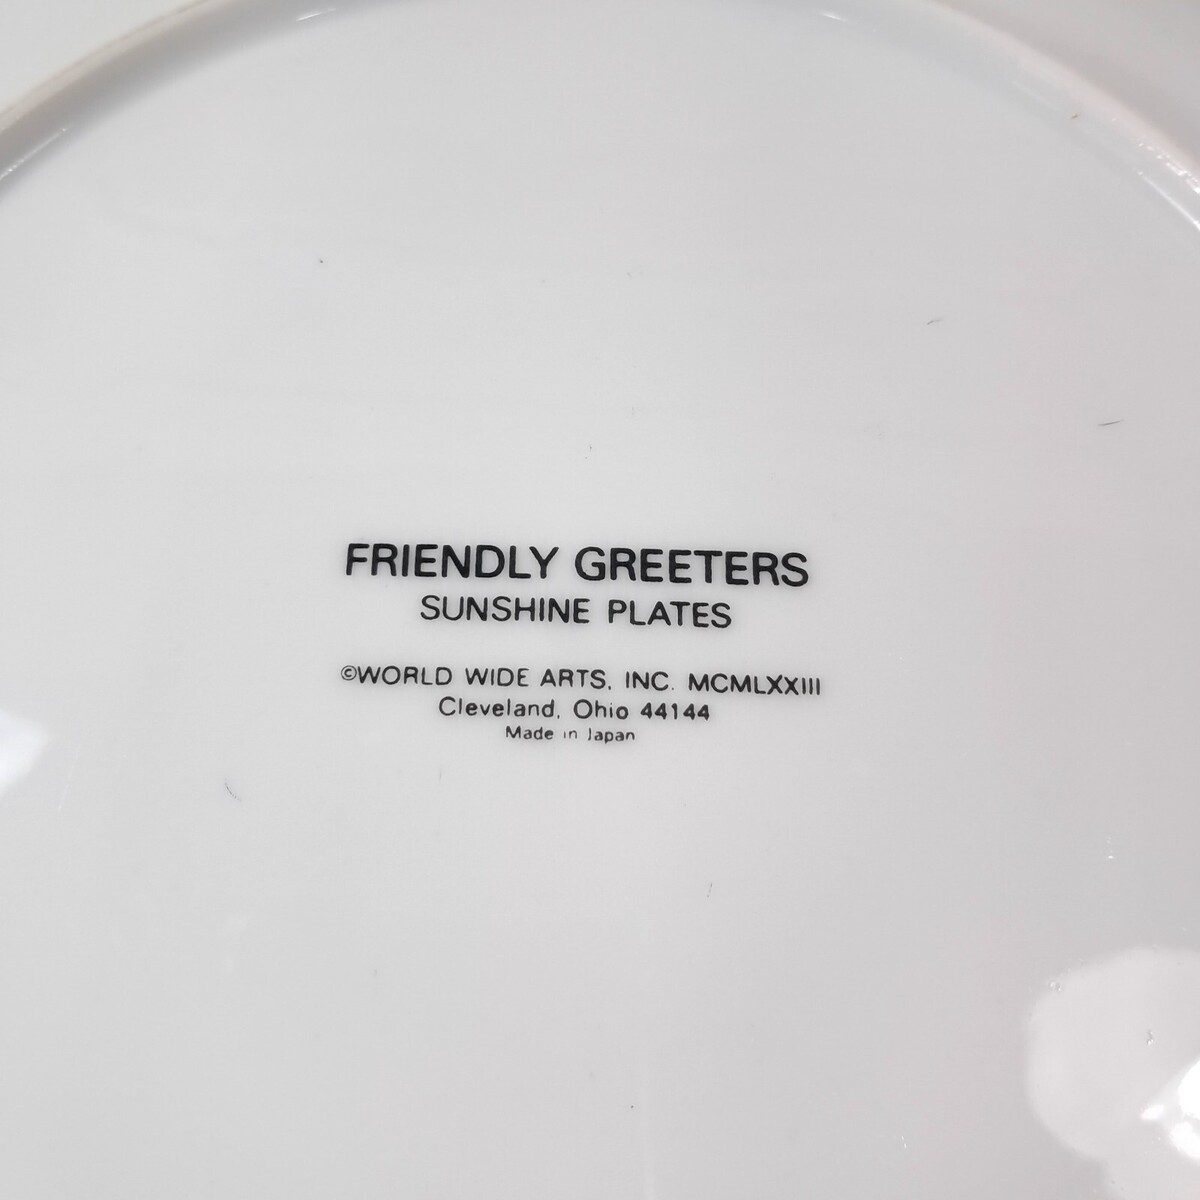 FRIENDLY GREETERS
SUNSHINE PLATES
©WORLD WIDE ARTS, INC. MCMLXXIII
Cleveland, Ohio 44144
Made in Japan